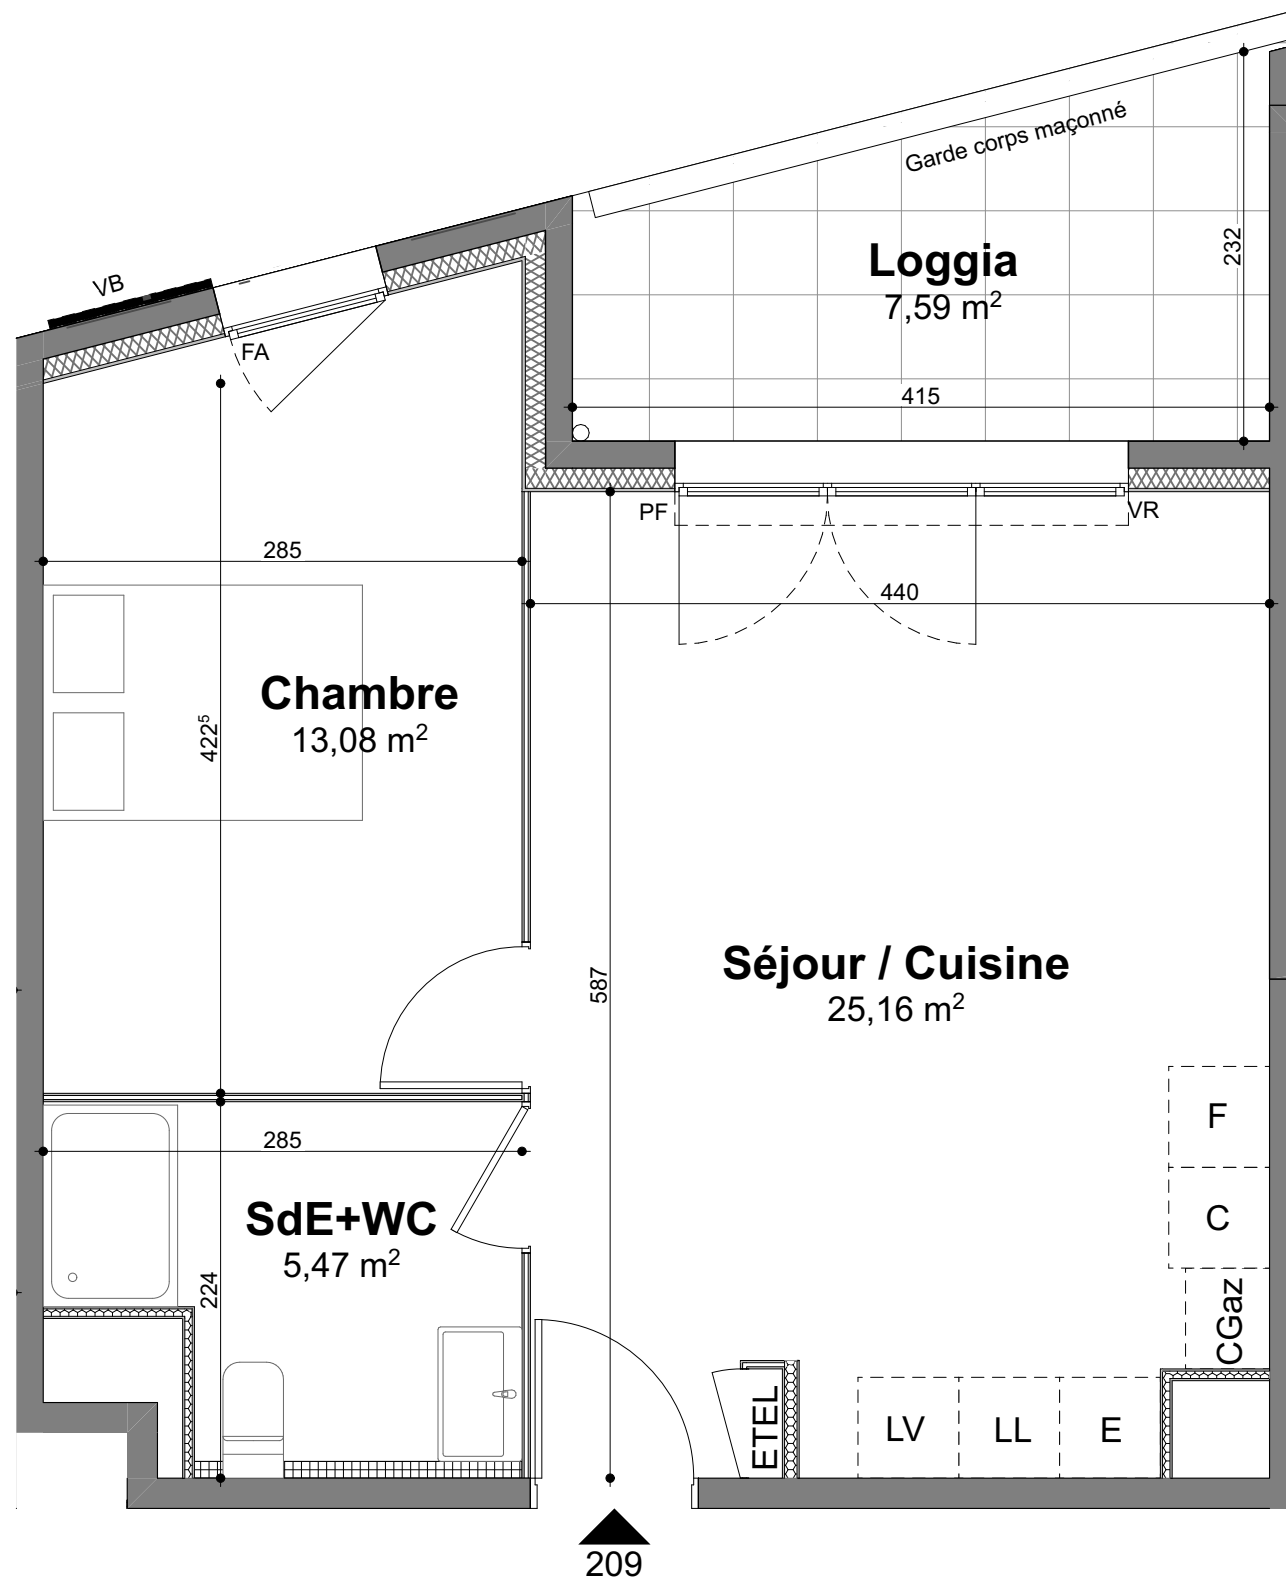 Garde corps maçonné
232
Loggia
7,59 m²
VB
FA
415
PF
VR
285
440
Chambre
13,08 m²
422⁵
587
Séjour / Cuisine
25,16 m²
F
285
C
SdE+WC
5,47 m²
224
CGaz
ETEL
LV
LL
E
209